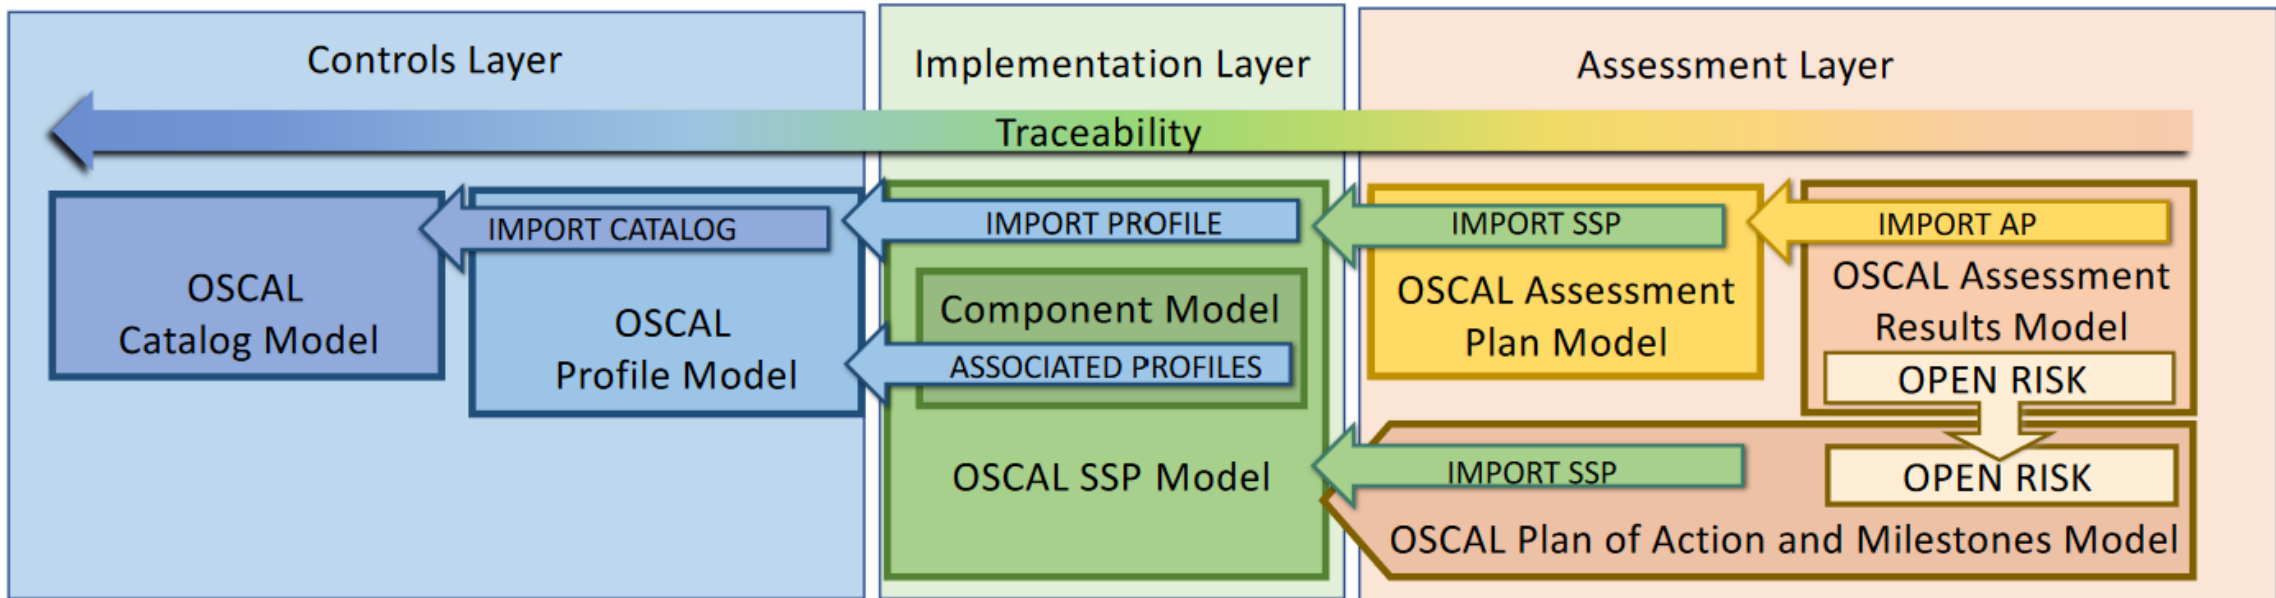 Controls Layer
Implementation Layer
Assessment Layer
Traceability
IMPORT CATALOG
IMPORT PROFILE
IMPORT SSP
IMPORT AP
OSCAL
Catalog Model
OSCAL
Profile Model
Component Model
ASSOCIATED PROFILES
OSCAL SSP Model
OSCAL Assessment
Plan Model
OSCAL Assessment
Results Model
OPEN RISK
IMPORT SSP
OPEN RISK
OSCAL Plan of Action and Milestones Model